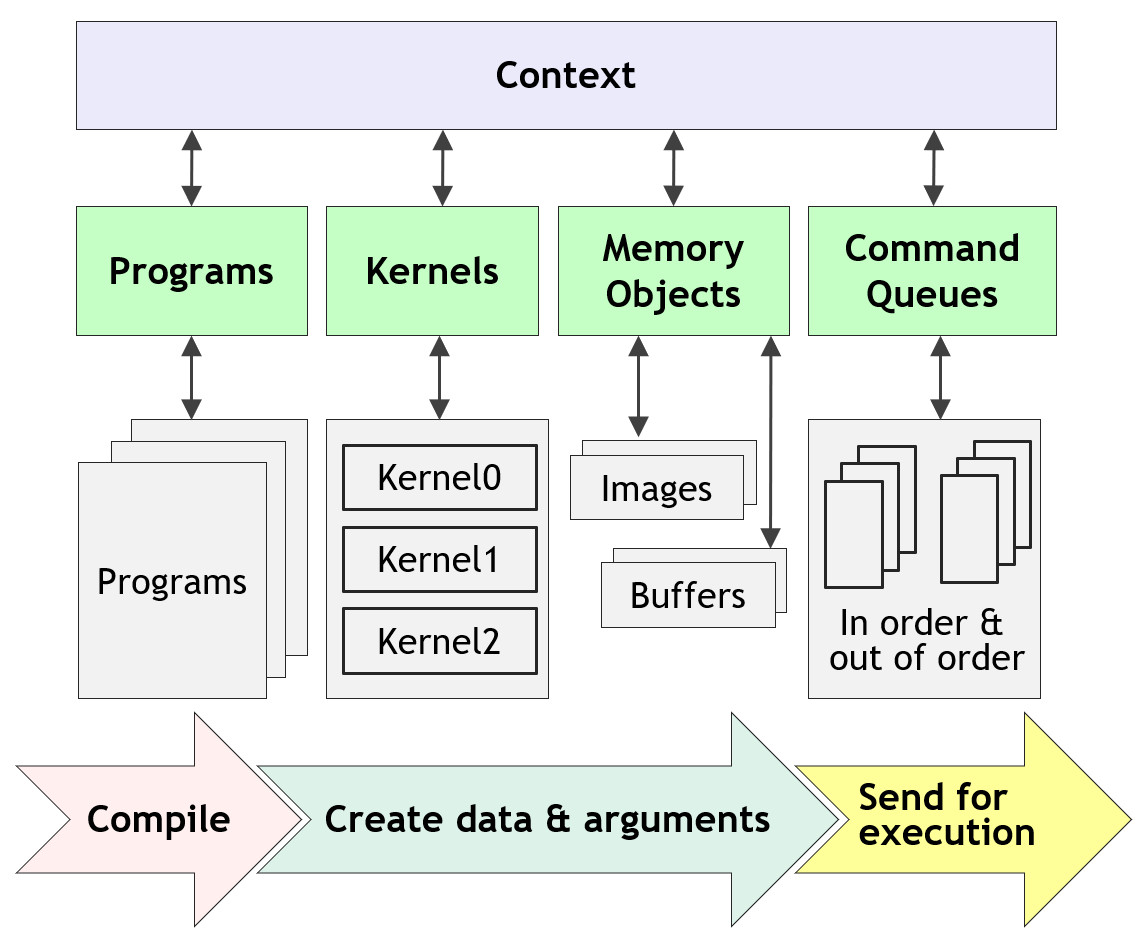 Context
Programs
Kernels
Memory
Objects
Command
Queues
Programs
Kernel0
Kernel1
Kernel2
Images
Buffers
In order &
out of order
Compile
Create data & arguments
Send for
execution